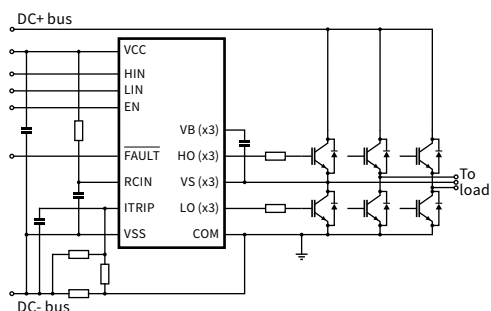 DC+ bus
VCC
HIN
LIN
EN
VB (x3)
FAULT
HO (x3)
RCIN
VS (x3)
ITRIP
LO (x3)
VSS
COM
To
load
DC- bus